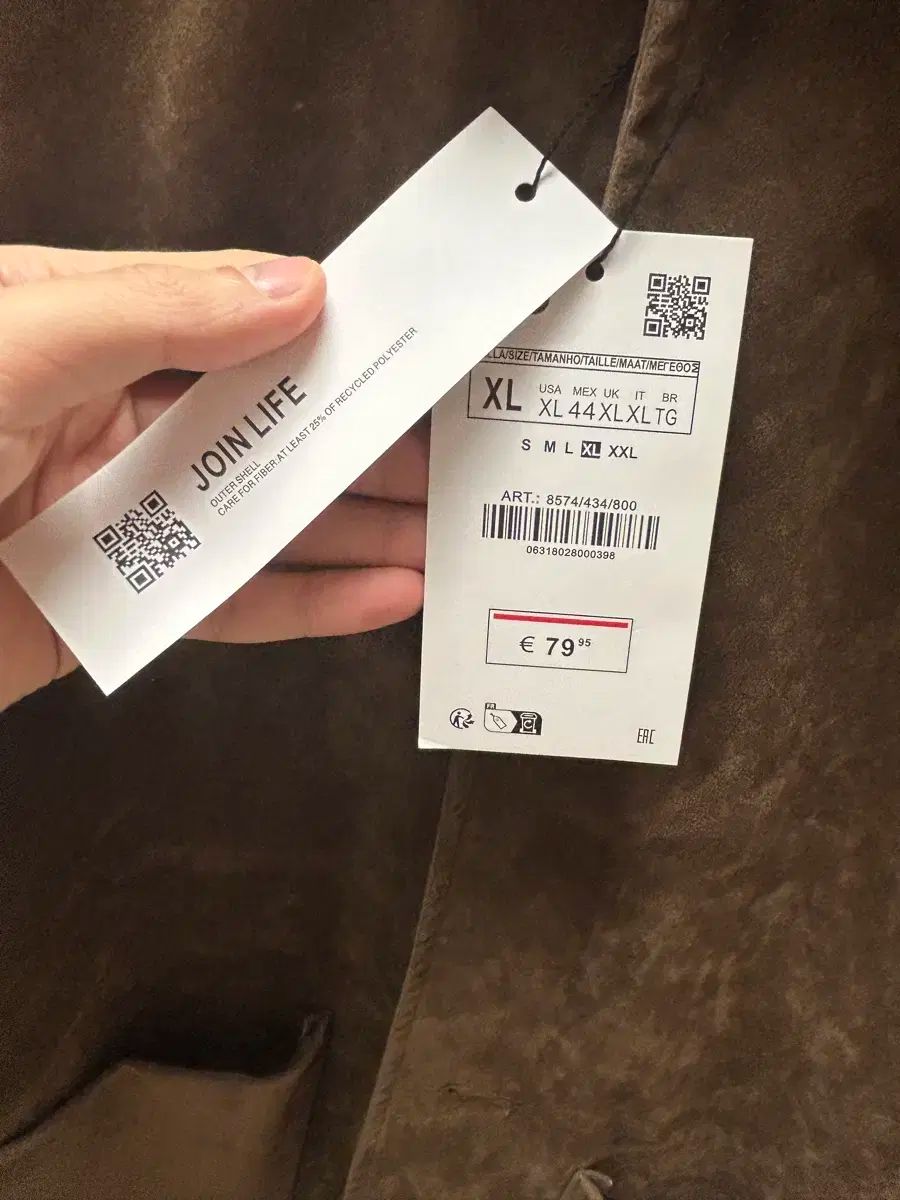 JOIN LIFE
OUTER SHELL
CARE FOR FIBER: AT LEAST 25% OF RECYCLED POLYESTER
LLA/SIZE/TAMANHO/TAILLE/MAAT/ΜΕΓΕΘΟΣ
XL
USA MEX UK IT BR
XL 44 XL XL TG
S M L XL XXL
ART.: 8574/434/800
06318028000398
€ 79 95
FR
EAC